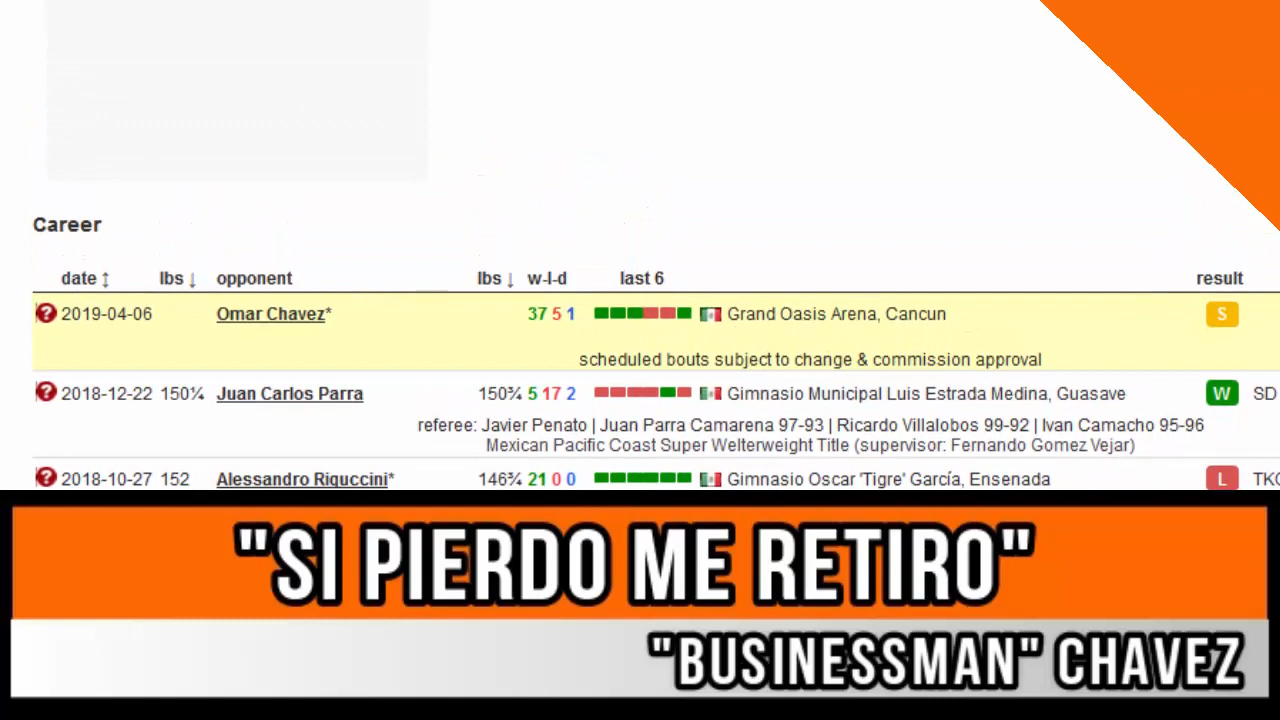 Career
date ↕ lbs ↓ opponent lbs ↓ w-l-d last 6 result
? 2019-04-06 Omar Chavez* 37 5 1 Grand Oasis Arena, Cancun S
scheduled bouts subject to change & commission approval
? 2018-12-22 150¼ Juan Carlos Parra 150¾ 5 17 2 Gimnasio Municipal Luis Estrada Medina, Guasave W SD
referee: Javier Penato | Juan Parra Camarena 97-93 | Ricardo Villalobos 99-92 | Ivan Camacho 95-96
Mexican Pacific Coast Super Welterweight Title (supervisor: Fernando Gomez Vejar)
? 2018-10-27 152 Alessandro Riguccini* 146¾ 21 0 0 Gimnasio Oscar 'Tigre' García, Ensenada L
"SI PIERDO ME RETIRO"
"BUSINESSMAN" CHAVEZ